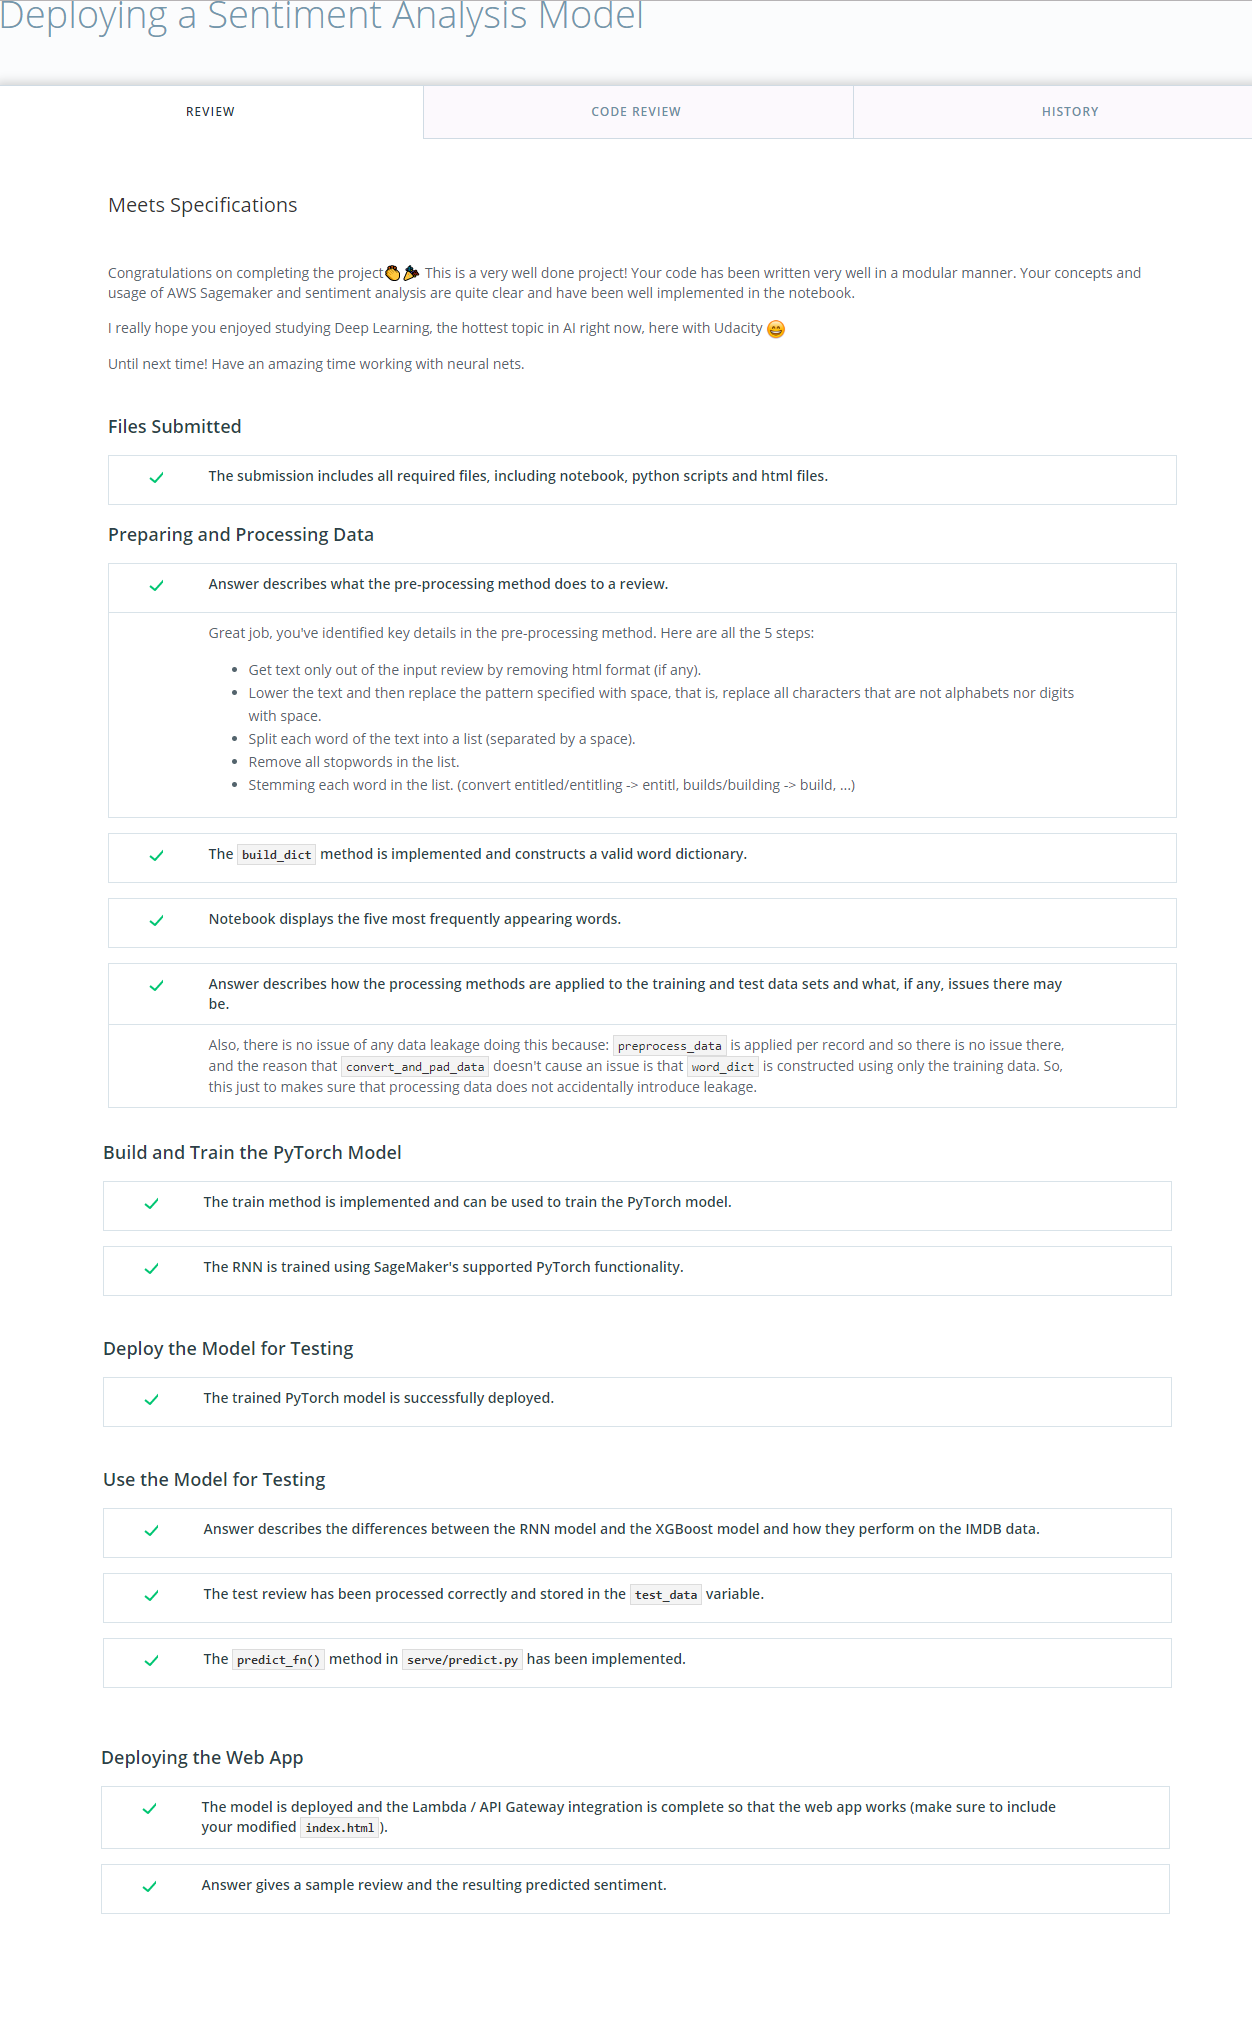 Deploying a Sentiment Analysis Model
REVIEW
CODE REVIEW
HISTORY
Meets Specifications
Congratulations on completing the project👏🎉 This is a very well done project! Your code has been written very well in a modular manner. Your concepts and
usage of AWS Sagemaker and sentiment analysis are quite clear and have been well implemented in the notebook.
I really hope you enjoyed studying Deep Learning, the hottest topic in AI right now, here with Udacity 😄
Until next time! Have an amazing time working with neural nets.
Files Submitted
The submission includes all required files, including notebook, python scripts and html files.
Preparing and Processing Data
Answer describes what the pre-processing method does to a review.
Great job, you've identified key details in the pre-processing method. Here are all the 5 steps:
• Get text only out of the input review by removing html format (if any).
• Lower the text and then replace the pattern specified with space, that is, replace all characters that are not alphabets nor digits
with space.
• Split each word of the text into a list (separated by a space).
• Remove all stopwords in the list.
• Stemming each word in the list. (convert entitled/entitling -> entitl, builds/building -> build, ...)
The build_dict method is implemented and constructs a valid word dictionary.
Notebook displays the five most frequently appearing words.
Answer describes how the processing methods are applied to the training and test data sets and what, if any, issues there may
be.
Also, there is no issue of any data leakage doing this because: preprocess_data is applied per record and so there is no issue there,
and the reason that convert_and_pad_data doesn't cause an issue is that word_dict is constructed using only the training data. So,
this just to makes sure that processing data does not accidentally introduce leakage.
Build and Train the PyTorch Model
The train method is implemented and can be used to train the PyTorch model.
The RNN is trained using SageMaker's supported PyTorch functionality.
Deploy the Model for Testing
The trained PyTorch model is successfully deployed.
Use the Model for Testing
Answer describes the differences between the RNN model and the XGBoost model and how they perform on the IMDB data.
The test review has been processed correctly and stored in the test_data variable.
The predict_fn() method in serve/predict.py has been implemented.
Deploying the Web App
The model is deployed and the Lambda / API Gateway integration is complete so that the web app works (make sure to include
your modified index.html).
Answer gives a sample review and the resulting predicted sentiment.